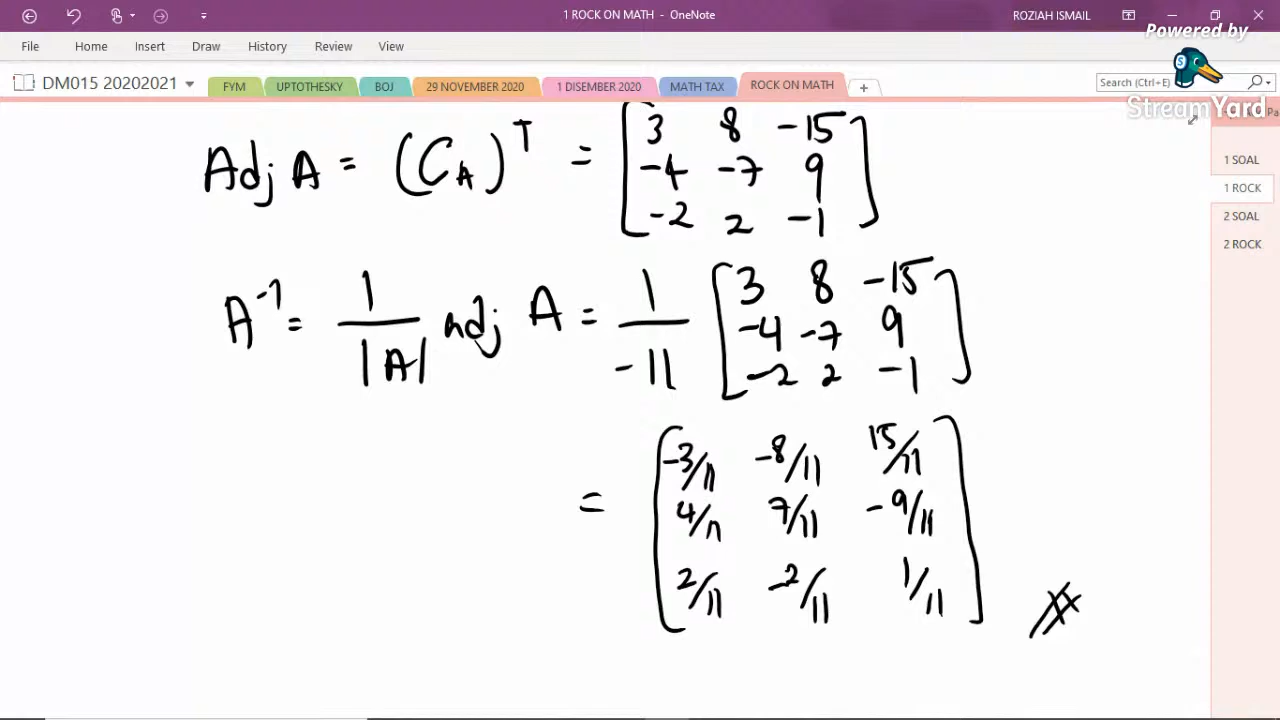 1 ROCK ON MATH - OneNote
ROZIAH ISMAIL
Powered by
File Home Insert Draw History Review View
DM015 20202021 FYM UPTOTHESKY BOJ 29 NOVEMBER 2020 1 DISEMBER 2020 MATH TAX ROCK ON MATH + Search (Ctrl+E)
StreamYard
Pa
1 SOAL
1 ROCK
2 SOAL
2 ROCK
3 8 -15
Adj A = (C_A)^T = [-4 -7 9]
-2 2 -1
3 8 -15
A^-1 = 1/|A| adj A = 1/-11 [-4 -7 9]
-2 2 -1
-3/11 -8/11 15/11
= [4/11 7/11 -9/11]
2/11 -2/11 1/11